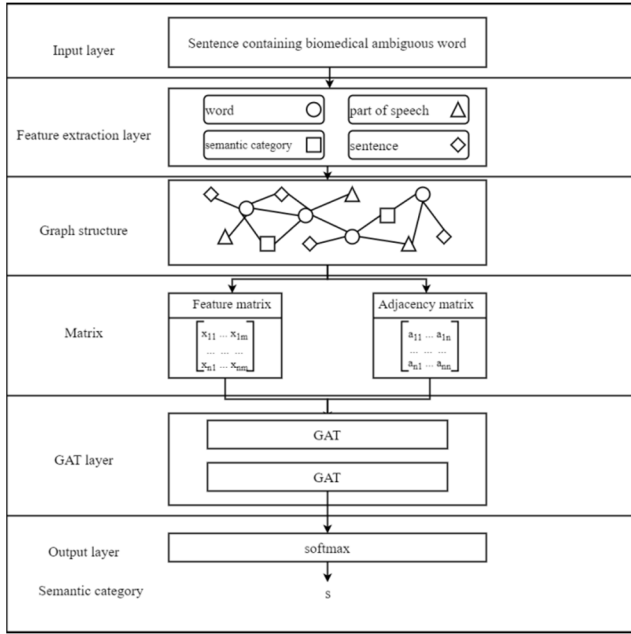 Input layer
Sentence containing biomedical ambiguous word
Feature extraction layer
word
part of speech
semantic category
sentence
Graph structure
Matrix
Feature matrix
x11 ... x1m
... ... ...
xn1 ... xnm
Adjacency matrix
a11 ... a1n
... ... ...
an1 ... ann
GAT layer
GAT
GAT
Output layer
softmax
Semantic category
s